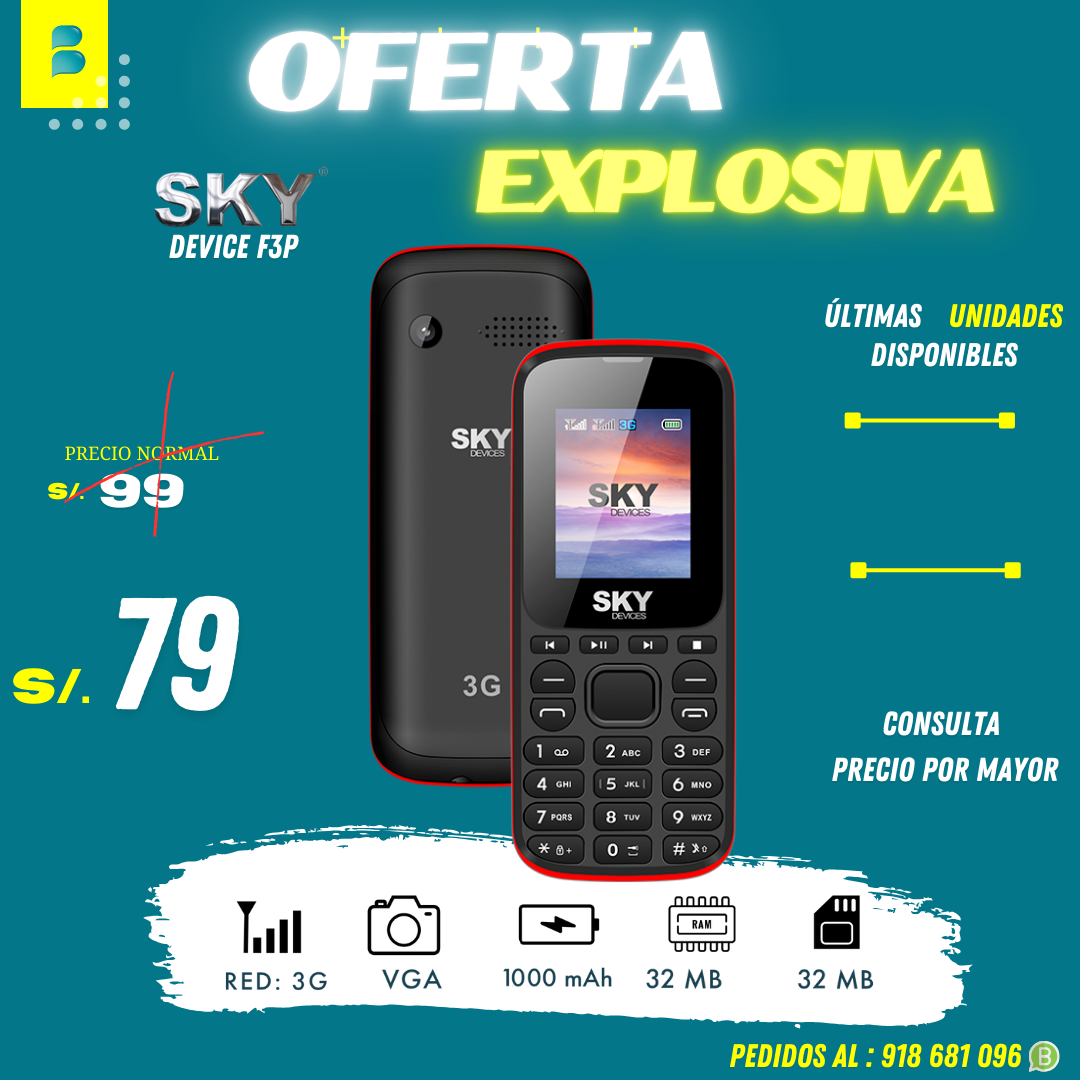 B
OFERTA
EXPLOSIVA
SKY®
DEVICE F3P
ÚLTIMAS UNIDADES
DISPONIBLES
PRECIO NORMAL
S/. 99
S/. 79
SKY
DEVICES
3G
3G
SKY
DEVICES
SKY
DEVICES
1
2 ABC
3 DEF
4 GHI
5 JKL
6 MNO
7 PQRS
8 TUV
9 WXYZ
* +
0
#
CONSULTA
PRECIO POR MAYOR
RAM
RED: 3G
VGA
1000 mAh
32 MB
32 MB
PEDIDOS AL : 918 681 096
B